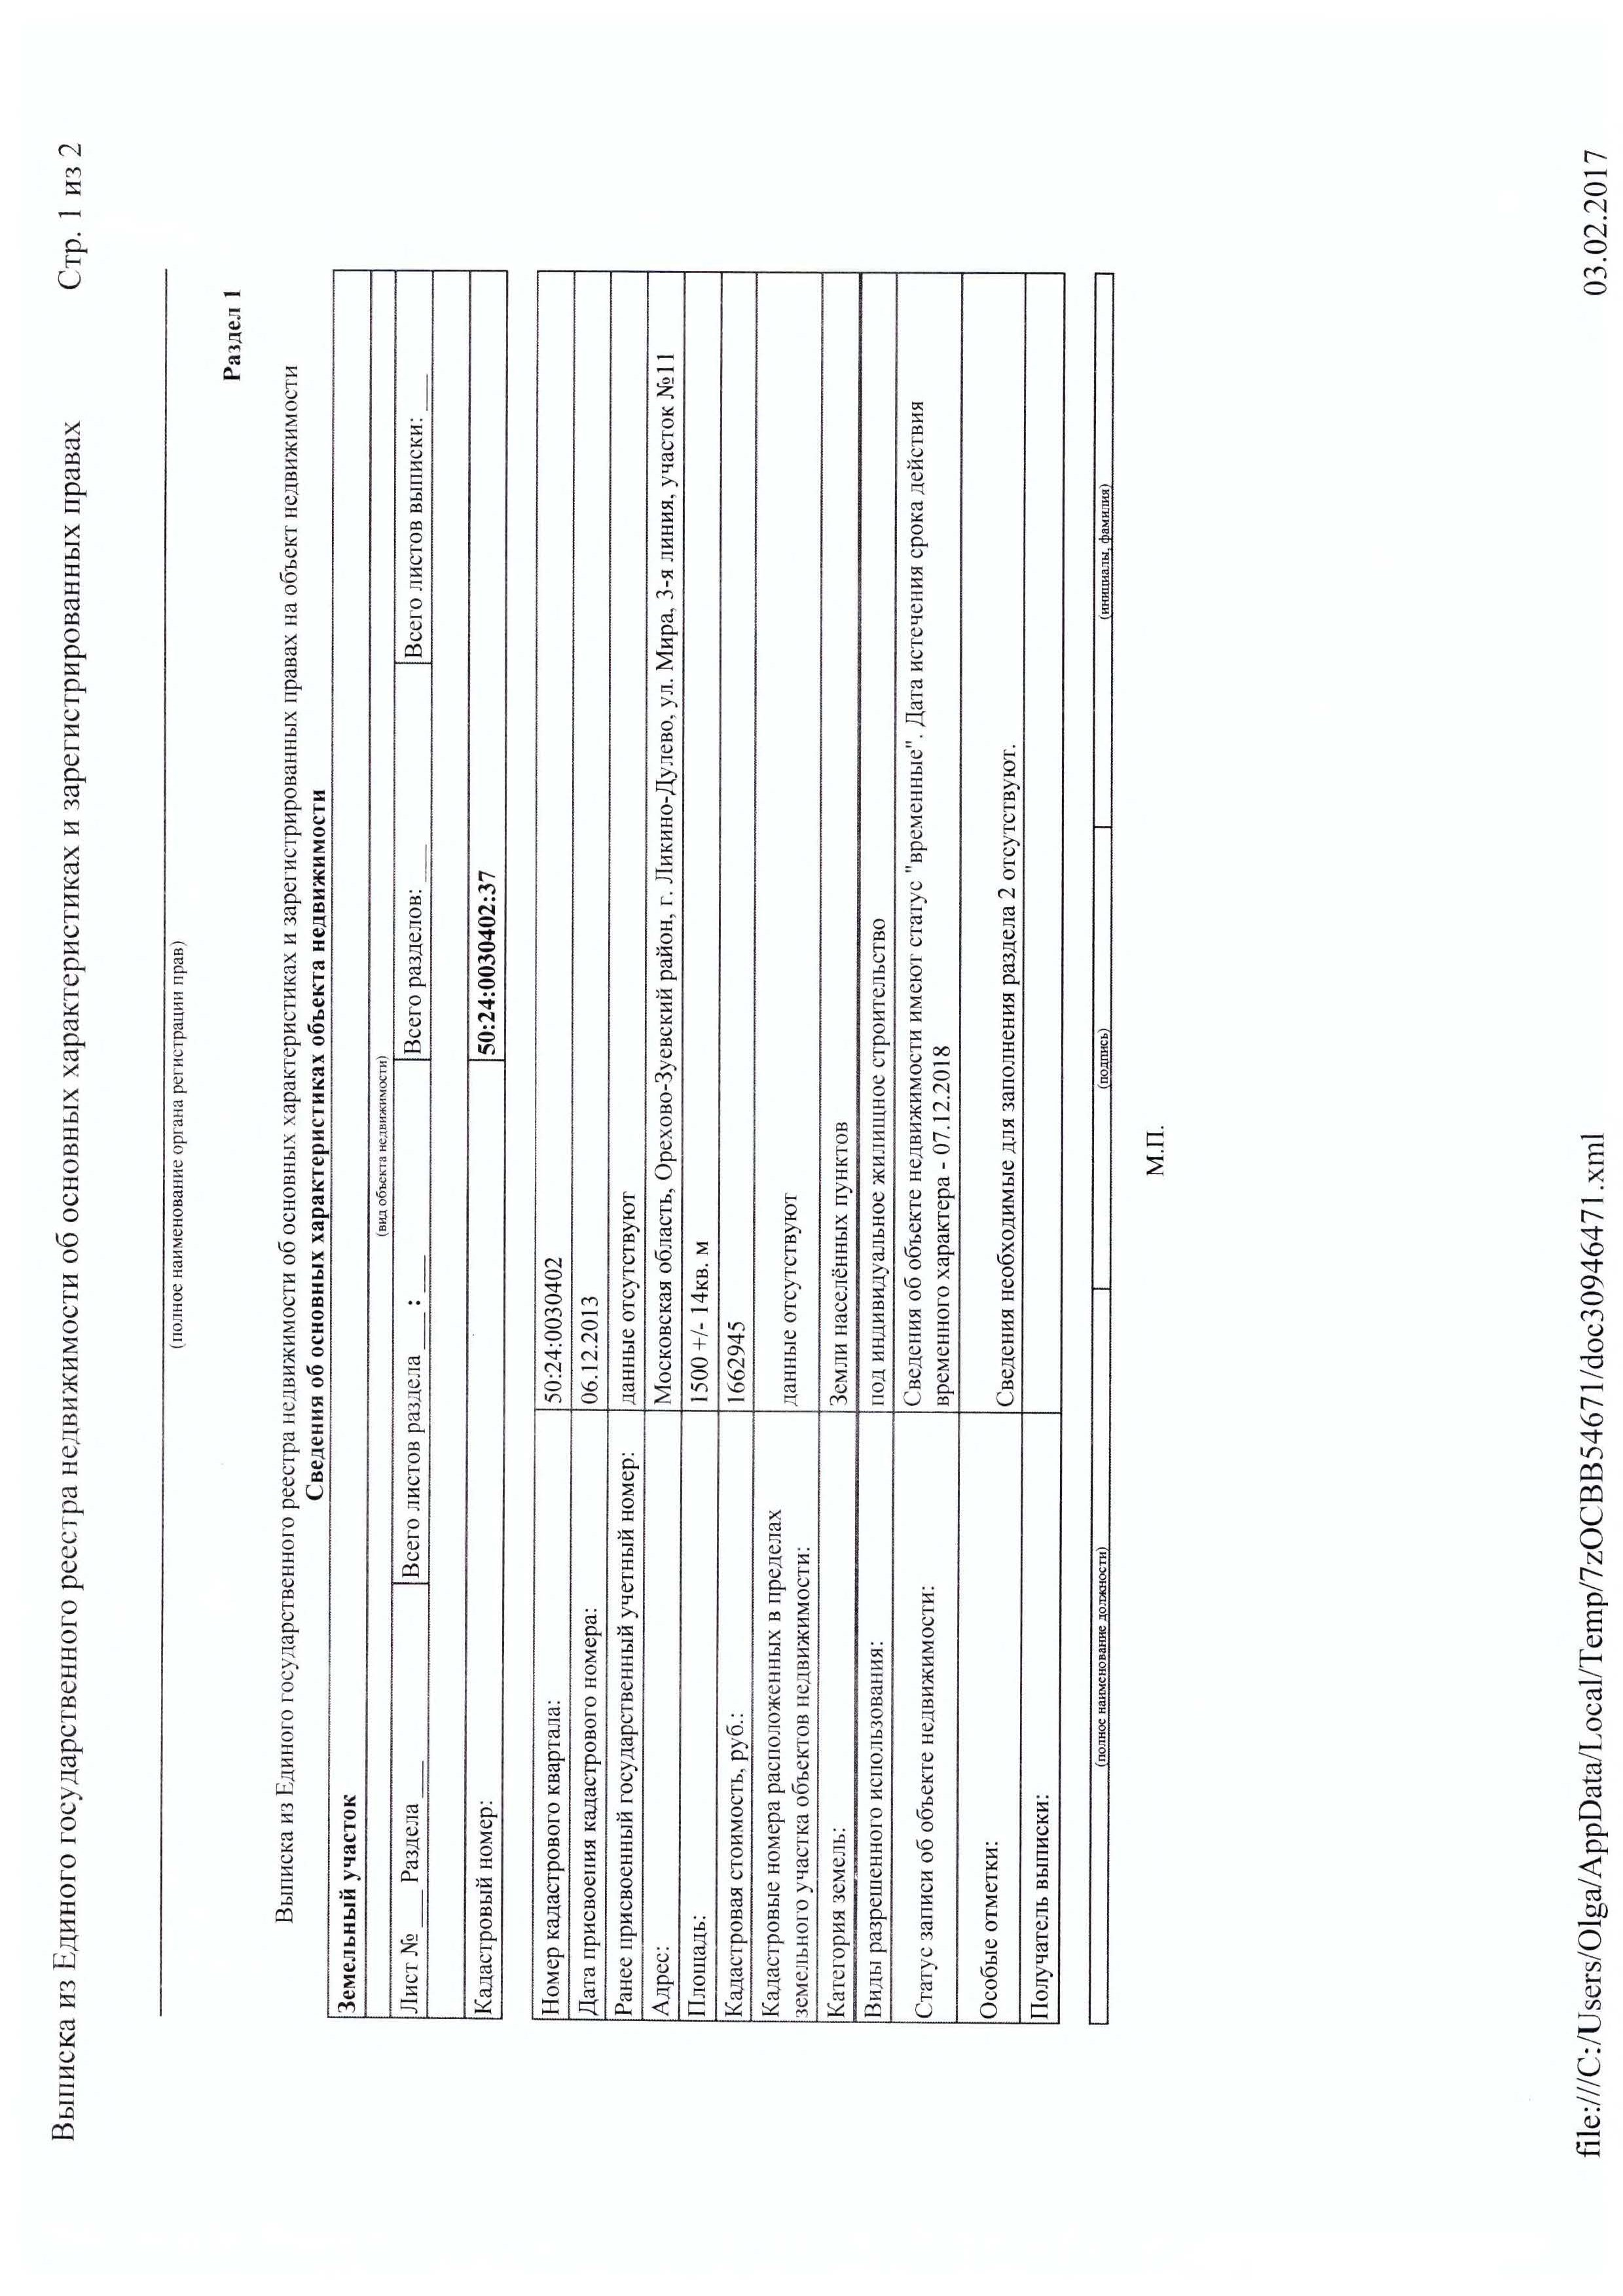 Выписка из Единого государственного реестра недвижимости об основных характеристиках и зарегистрированных правах Стр. 1 из 2
(полное наименование органа регистрации прав)
Раздел 1
Выписка из Единого государственного реестра недвижимости об основных характеристиках и зарегистрированных правах на объект недвижимости
Сведения об основных характеристиках объекта недвижимости
Земельный участок
(вид объекта недвижимости)
Лист № ___ Раздела ___ Всего листов раздела ___ : ___ Всего разделов: ___ Всего листов выписки: ___
Кадастровый номер: 50:24:0030402:37
Номер кадастрового квартала: 50:24:0030402
Дата присвоения кадастрового номера: 06.12.2013
Ранее присвоенный государственный учетный номер: данные отсутствуют
Адрес: Московская область, Орехово-Зуевский район, г. Ликино-Дулево, ул. Мира, 3-я линия, участок №11
Площадь: 1500 +/- 14кв. м
Кадастровая стоимость, руб.: 1662945
Кадастровые номера расположенных в пределах
земельного участка объектов недвижимости: данные отсутствуют
Категория земель: Земли населённых пунктов
Виды разрешенного использования: под индивидуальное жилищное строительство
Статус записи об объекте недвижимости: Сведения об объекте недвижимости имеют статус "временные". Дата истечения срока действия
временного характера - 07.12.2018
Особые отметки: Сведения необходимые для заполнения раздела 2 отсутствуют.
Получатель выписки:
(полное наименование должности) (подпись) (инициалы, фамилия)
М.П.
file:///C:/Users/Olga/AppData/Local/Temp/7zOCBB54671/doc30946471.xml 03.02.2017